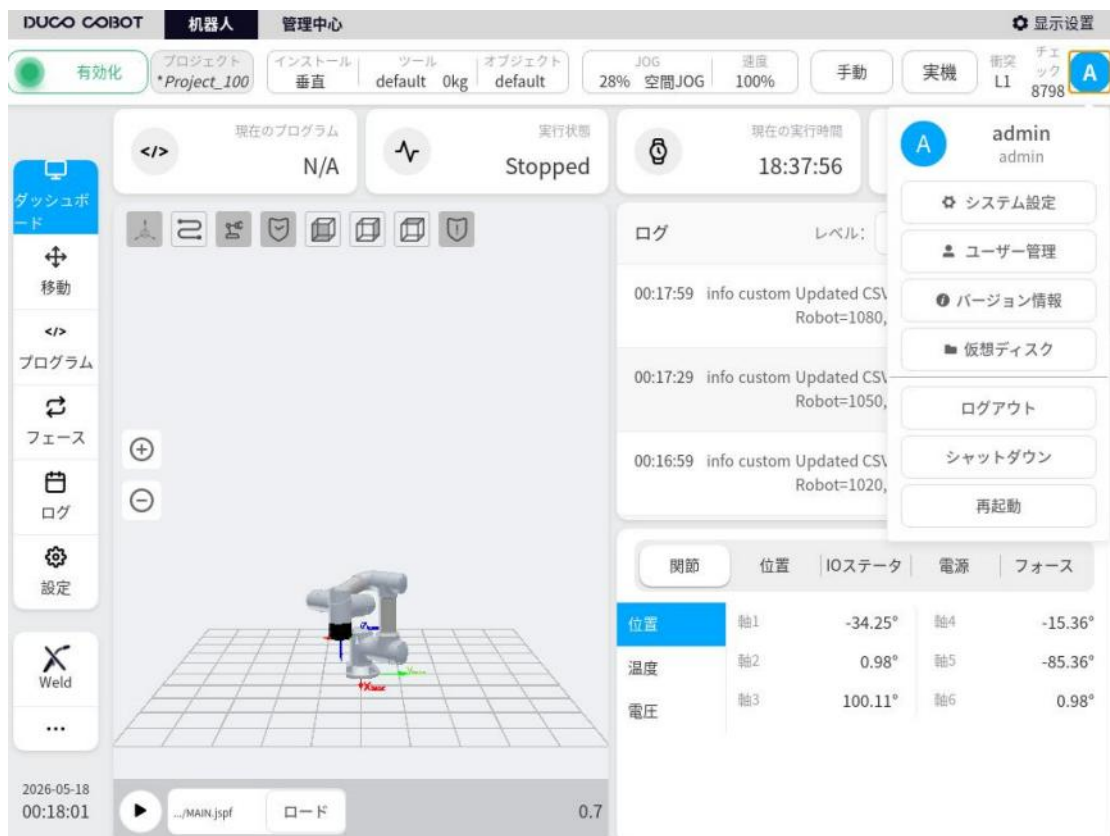 DUCO COBOT 机器人 管理中心 显示设置
有効化
プロジェクト
*Project_100
インストール ツール オブジェクト
垂直 default 0kg default
JOG 速度
28% 空間JOG 100%
手動
実機
衝突
L1
チェ
ック
8798
A
现在のプログラム
N/A
実行状態
Stopped
現在の実行時間
18:37:56
A
admin
admin
システム設定
ユーザー管理
バージョン情報
仮想ディスク
ログアウト
シャットダウン
再起動
ダッシュボ
ード
移動
プログラム
フェース
ログ
設定
Weld
...
2026-05-18
00:18:01
ログ レベル:
00:17:59 info custom Updated CSV
Robot=1080,
00:17:29 info custom Updated CSV
Robot=1050,
00:16:59 info custom Updated CSV
Robot=1020,
関節 位置 IOステータ 電源 フォース
位置
温度
電圧
軸1 -34.25° 軸4 -15.36°
軸2 0.98° 軸5 -85.36°
軸3 100.11° 軸6 0.98°
.../MAIN.jspf
ロード
0.7